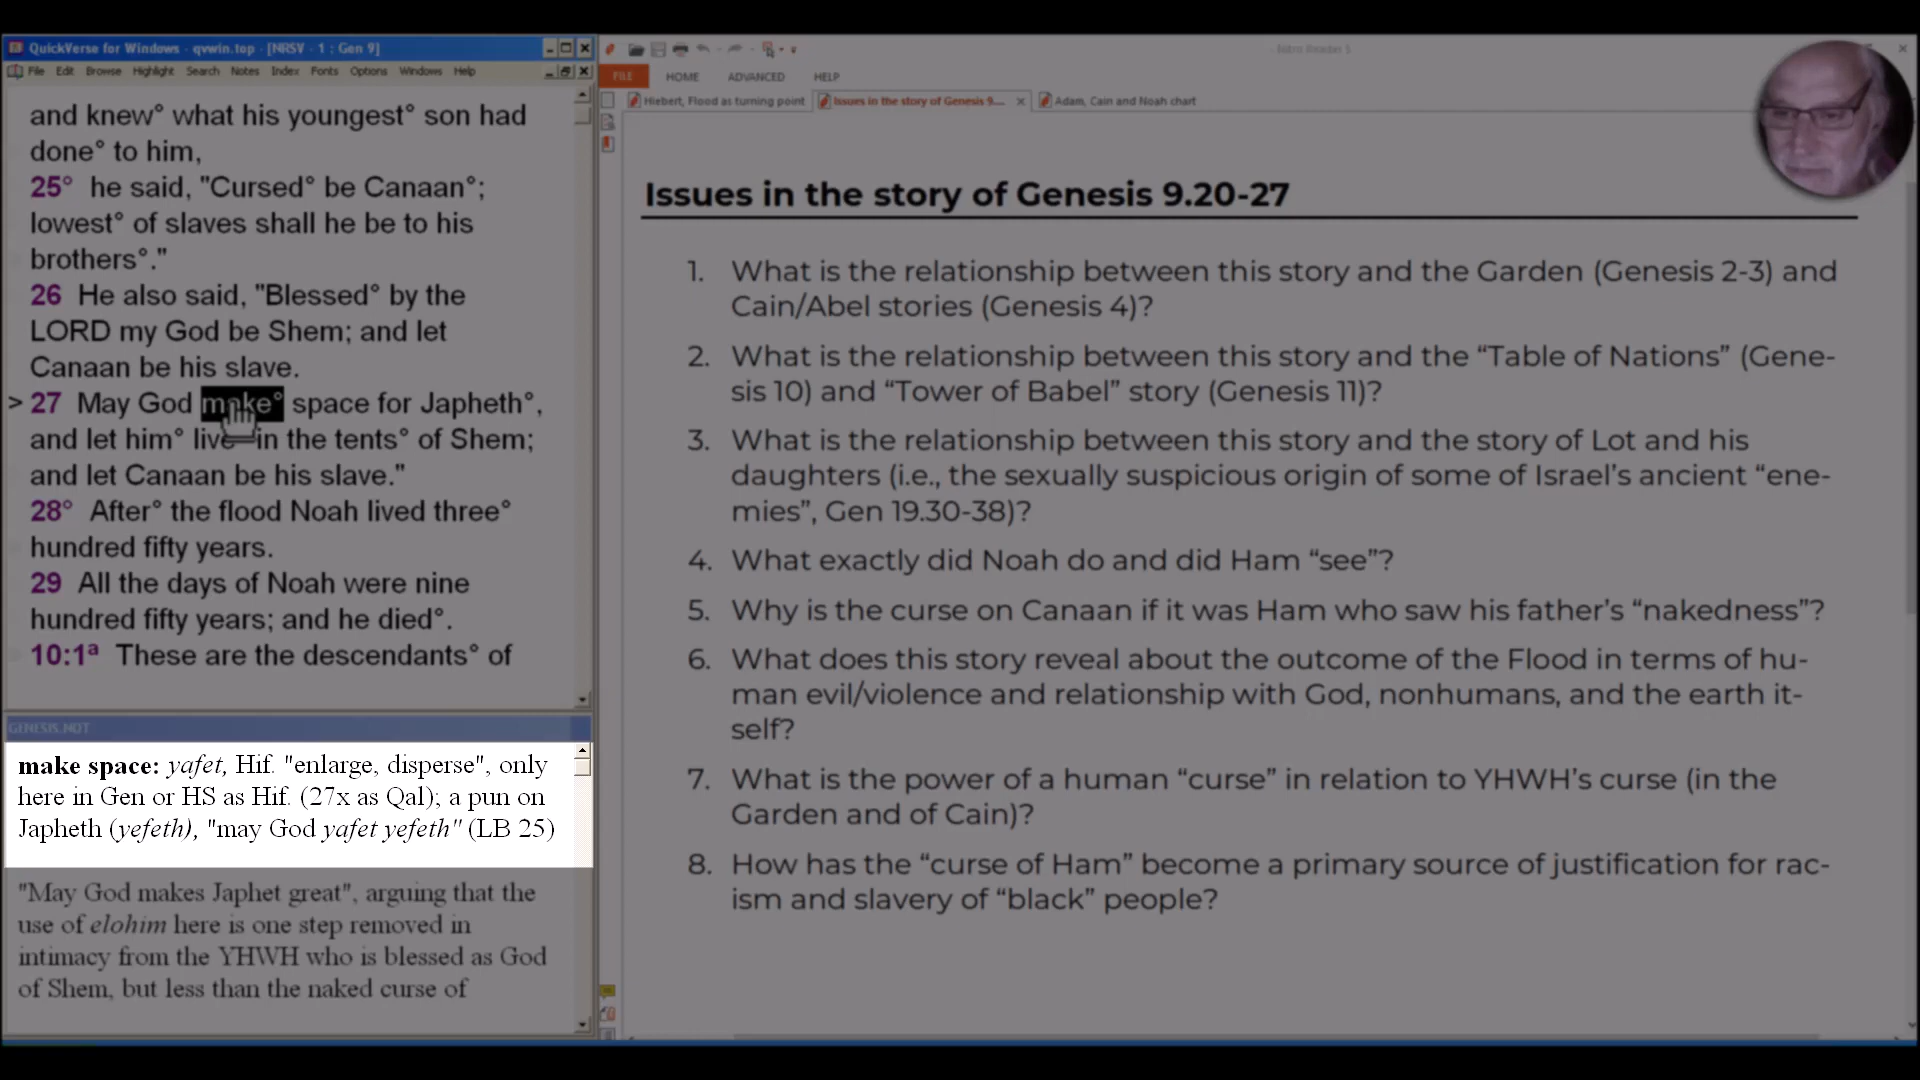 QuickVerse for Windows - qvwin.top - [NRSV - 1 : Gen 9]
File Edit Browse Highlight Search Notes Index Fonts Options Windows Help
and knew° what his youngest° son had
done° to him,
25° he said, "Cursed° be Canaan°;
lowest° of slaves shall he be to his
brothers°."
26 He also said, "Blessed° by the
LORD my God be Shem; and let
Canaan be his slave.
> 27 May God make° space for Japheth°,
and let him° live in the tents° of Shem;
and let Canaan be his slave."
28° After° the flood Noah lived three°
hundred fifty years.
29 All the days of Noah were nine
hundred fifty years; and he died°.
10:1ª These are the descendants° of
GENESIS.NOT
make space: yafet, Hif. "enlarge, disperse", only
here in Gen or HS as Hif. (27x as Qal); a pun on
Japheth (yefeth), "may God yafet yefeth" (LB 25)
"May God makes Japhet great", arguing that the
use of elohim here is one step removed in
intimacy from the YHWH who is blessed as God
of Shem, but less than the naked curse of
- Intro Reader 5
FILE HOME ADVANCED HELP
Hiebert, Flood as turning point
Issues in the story of Genesis 9....
Adam, Cain and Noah chart
Issues in the story of Genesis 9.20-27
1. What is the relationship between this story and the Garden (Genesis 2-3) and
Cain/Abel stories (Genesis 4)?
2. What is the relationship between this story and the “Table of Nations” (Gene-
sis 10) and “Tower of Babel” story (Genesis 11)?
3. What is the relationship between this story and the story of Lot and his
daughters (i.e., the sexually suspicious origin of some of Israel’s ancient “ene-
mies”, Gen 19.30-38)?
4. What exactly did Noah do and did Ham “see”?
5. Why is the curse on Canaan if it was Ham who saw his father’s “nakedness”?
6. What does this story reveal about the outcome of the Flood in terms of hu-
man evil/violence and relationship with God, nonhumans, and the earth it-
self?
7. What is the power of a human “curse” in relation to YHWH’s curse (in the
Garden and of Cain)?
8. How has the “curse of Ham” become a primary source of justification for rac-
ism and slavery of “black” people?